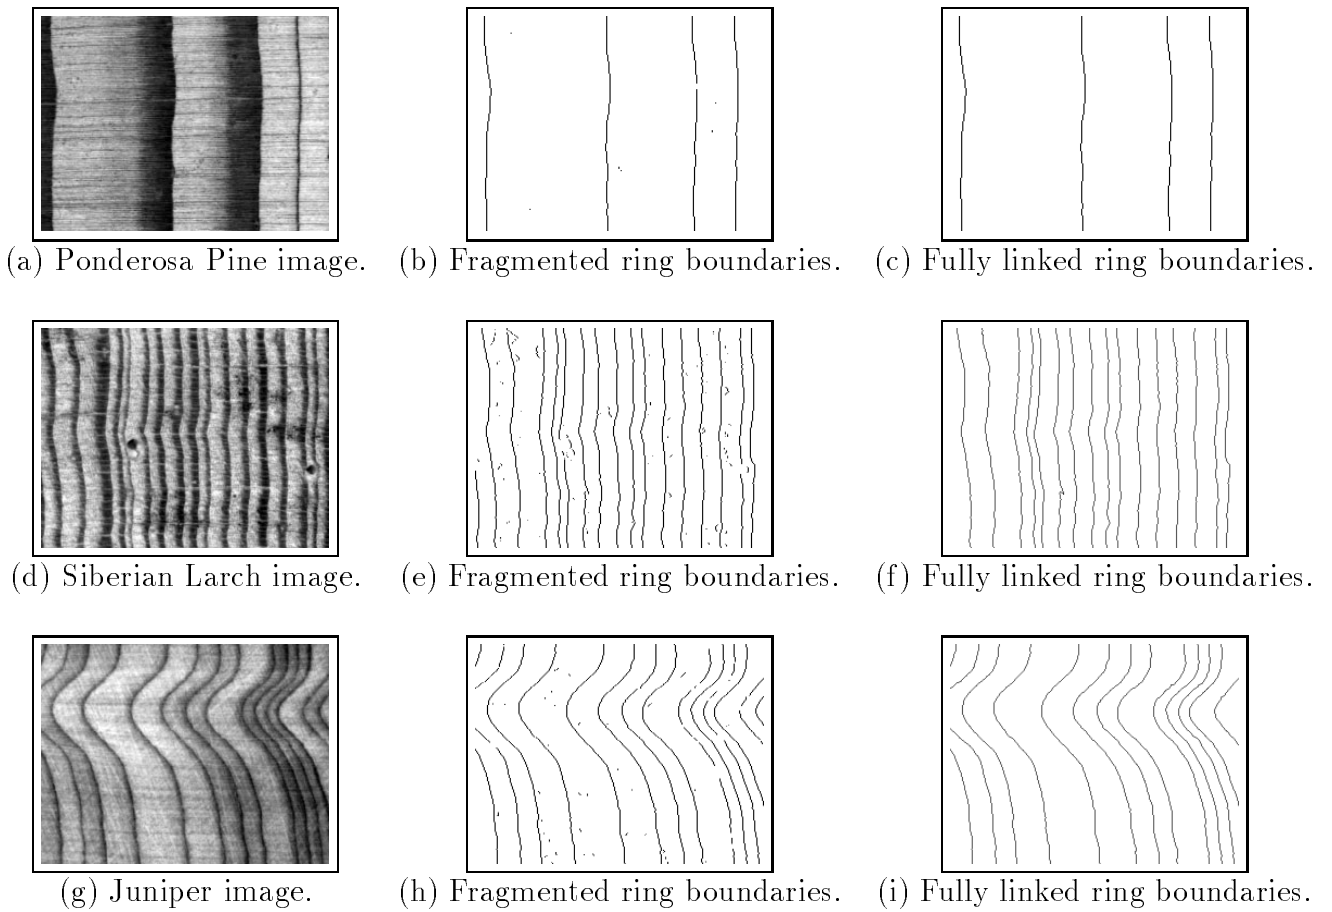 (a) Ponderosa Pine image.
(b) Fragmented ring boundaries.
(c) Fully linked ring boundaries.
(d) Siberian Larch image.
(e) Fragmented ring boundaries.
(f) Fully linked ring boundaries.
(g) Juniper image.
(h) Fragmented ring boundaries.
(i) Fully linked ring boundaries.